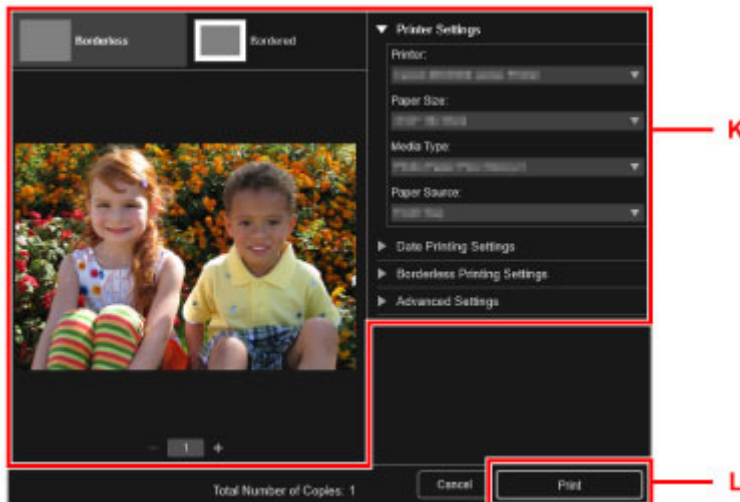 Borderless
Bordered
Printer Settings
Printer:
Paper Size:
Media Type:
Paper Source:
Date Printing Settings
Borderless Printing Settings
Advanced Settings
K
- 1 +
Total Number of Copies: 1
Cancel
Print
L